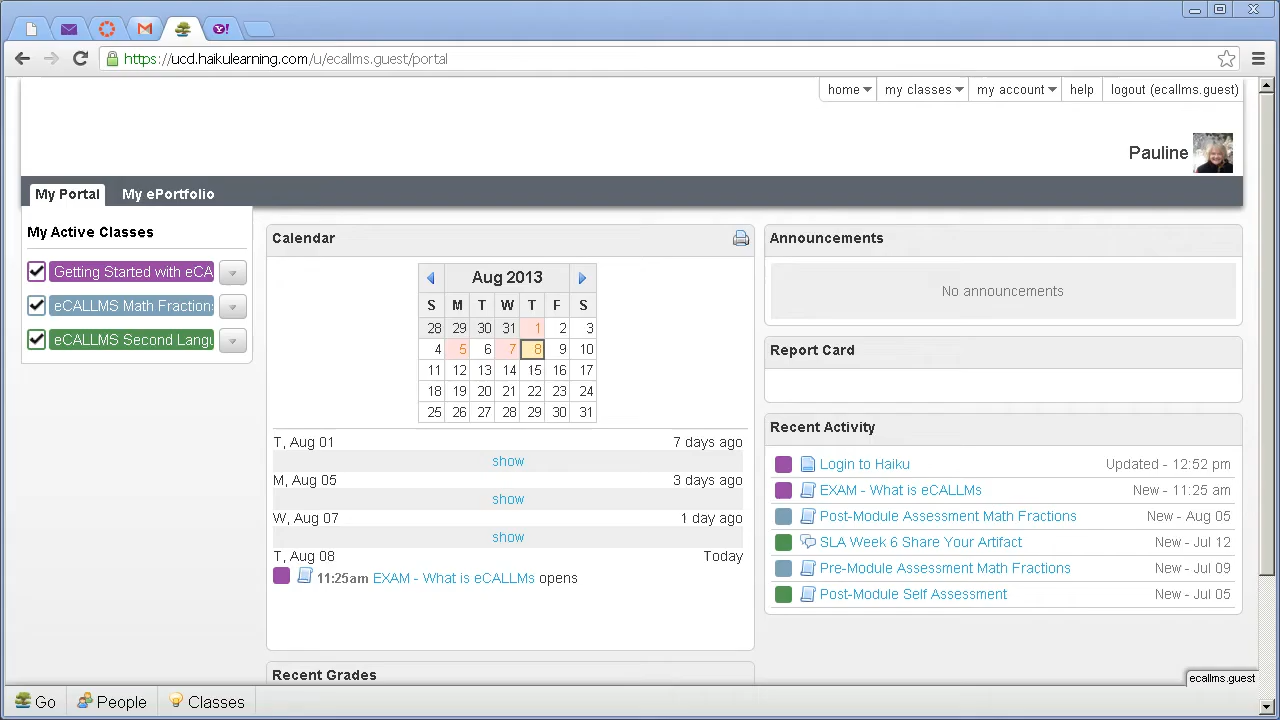 https://ucd.haikulearning.com/u/ecallms.guest/portal
home my classes my account help logout (ecallms.guest)
Pauline
My Portal My ePortfolio
My Active Classes
Getting Started with eCA
eCALLMS Math Fraction
eCALLMS Second Langu
Calendar
Aug 2013
S M T W T F S
28 29 30 31 1 2 3
4 5 6 7 8 9 10
11 12 13 14 15 16 17
18 19 20 21 22 23 24
25 26 27 28 29 30 31
T, Aug 01 7 days ago
show
M, Aug 05 3 days ago
show
W, Aug 07 1 day ago
show
T, Aug 08 Today
11:25am EXAM - What is eCALLMs opens
Recent Grades
Announcements
No announcements
Report Card
Recent Activity
Login to Haiku Updated - 12:52 pm
EXAM - What is eCALLMs New - 11:25 am
Post-Module Assessment Math Fractions New - Aug 05
SLA Week 6 Share Your Artifact New - Jul 12
Pre-Module Assessment Math Fractions New - Jul 09
Post-Module Self Assessment New - Jul 05
ecallms.guest
Go People Classes